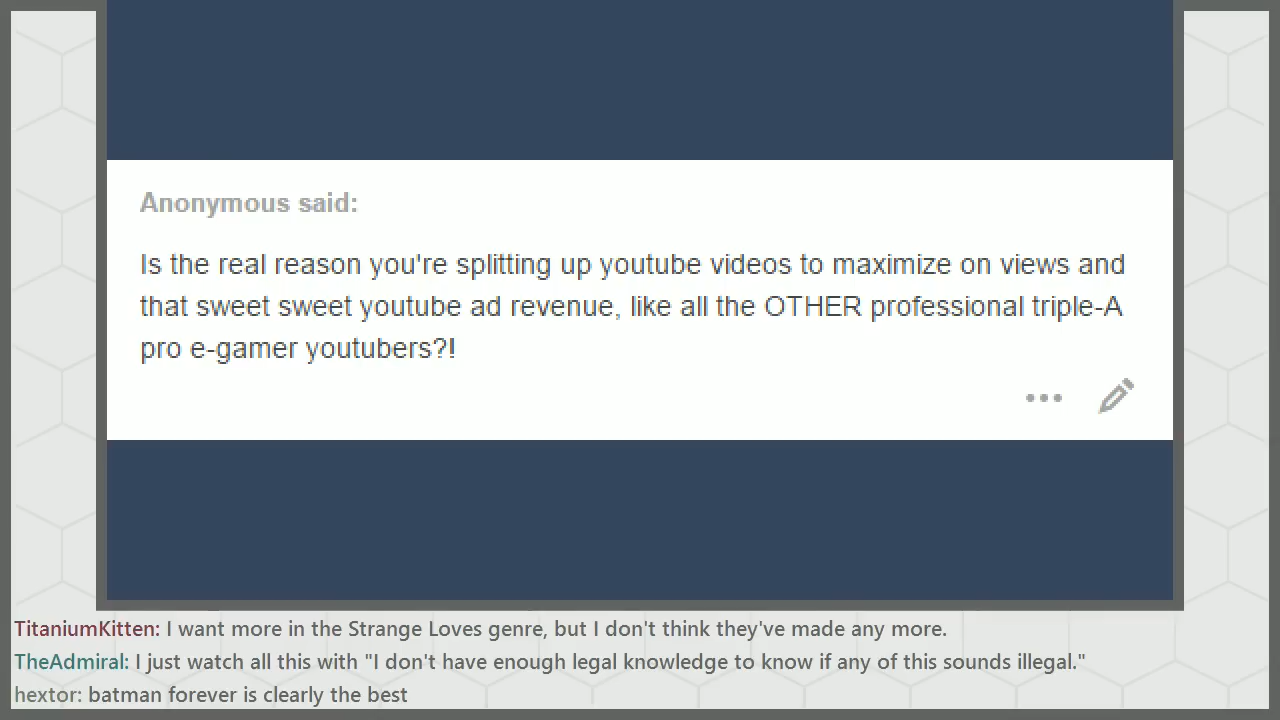 Anonymous said:
Is the real reason you're splitting up youtube videos to maximize on views and
that sweet sweet youtube ad revenue, like all the OTHER professional triple-A
pro e-gamer youtubers?!
TitaniumKitten: I want more in the Strange Loves genre, but I don't think they've made any more.
TheAdmiral: I just watch all this with "I don't have enough legal knowledge to know if any of this sounds illegal."
hextor: batman forever is clearly the best